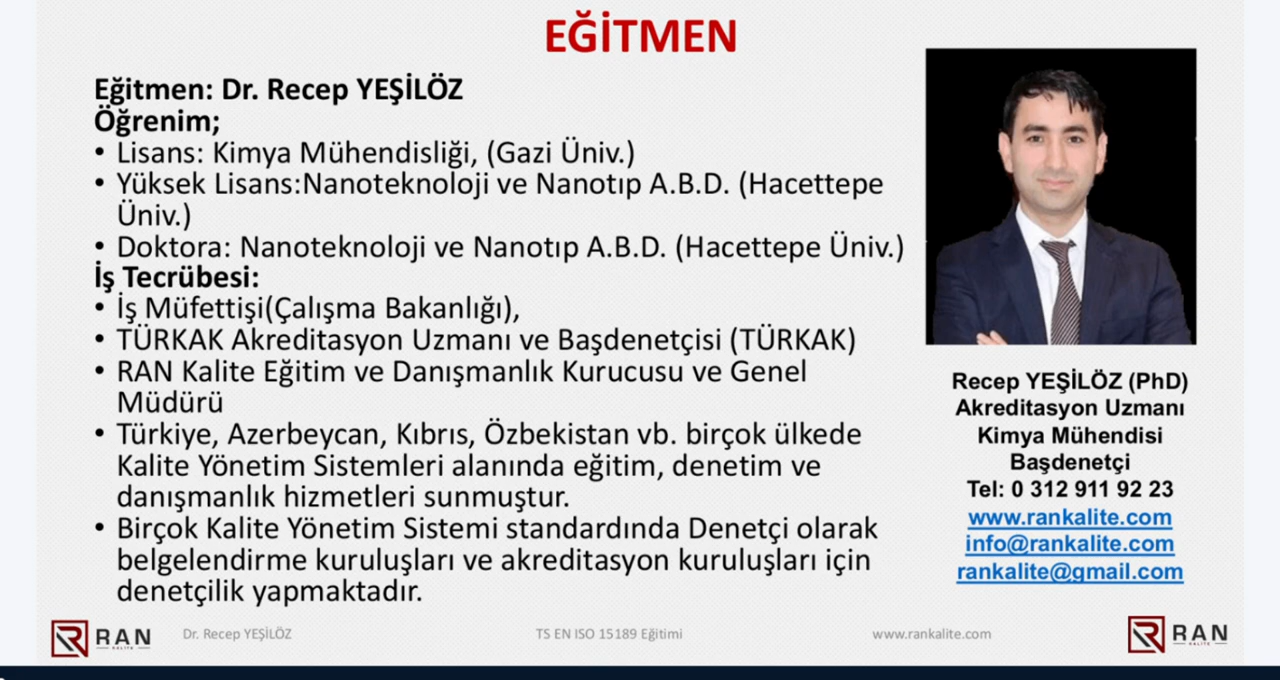 EĞİTMEN
Eğitmen: Dr. Recep YEŞİLÖZ
Öğrenim;
• Lisans: Kimya Mühendisliği, (Gazi Üniv.)
• Yüksek Lisans:Nanoteknoloji ve Nanotıp A.B.D. (Hacettepe
Üniv.)
• Doktora: Nanoteknoloji ve Nanotıp A.B.D. (Hacettepe Üniv.)
İş Tecrübesi:
• İş Müfettişi(Çalışma Bakanlığı),
• TÜRKAK Akreditasyon Uzmanı ve Başdenetçisi (TÜRKAK)
• RAN Kalite Eğitim ve Danışmanlık Kurucusu ve Genel
Müdürü
• Türkiye, Azerbeycan, Kıbrıs, Özbekistan vb. birçok ülkede
Kalite Yönetim Sistemleri alanında eğitim, denetim ve
danışmanlık hizmetleri sunmuştur.
• Birçok Kalite Yönetim Sistemi standardında Denetçi olarak
belgelendirme kuruluşları ve akreditasyon kuruluşları için
denetçilik yapmaktadır.
Recep YEŞİLÖZ (PhD)
Akreditasyon Uzmanı
Kimya Mühendisi
Başdenetçi
Tel: 0 312 911 92 23
www.rankalite.com
info@rankalite.com
rankalite@gmail.com
RAN
KALİTE
Dr. Recep YEŞİLÖZ
TS EN ISO 15189 Eğitimi
www.rankalite.com
RAN
KALİTE